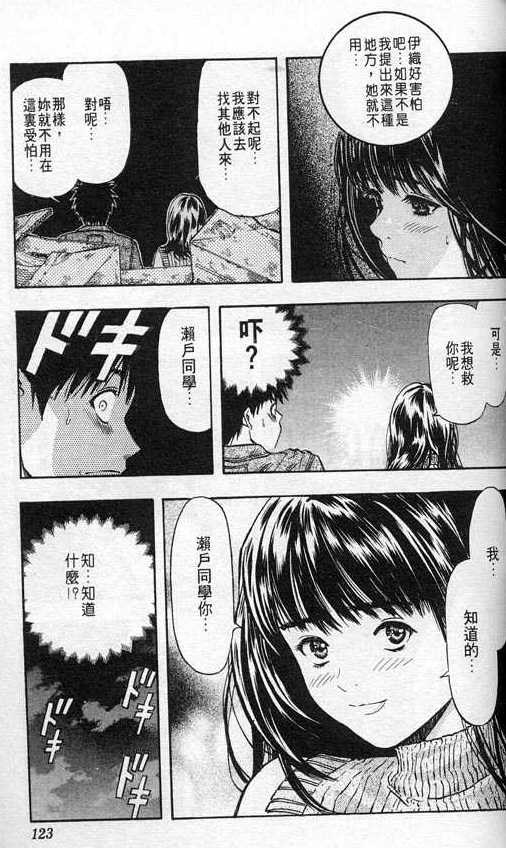 伊織好害怕
吧…如果不是
我提出來這種
地方，她就不
用…
對不起呢…
我應該去
找其他人來…
唔…
對呢…
那樣，
妳就不用在
這裏受怕…
可是…
我想救
你呢…
吓？
瀨戶同學…
ドキ
我…
知道的…
瀨戶同學你…
知…知道
什麼!?
ドキ
ドキ
ドキ
123